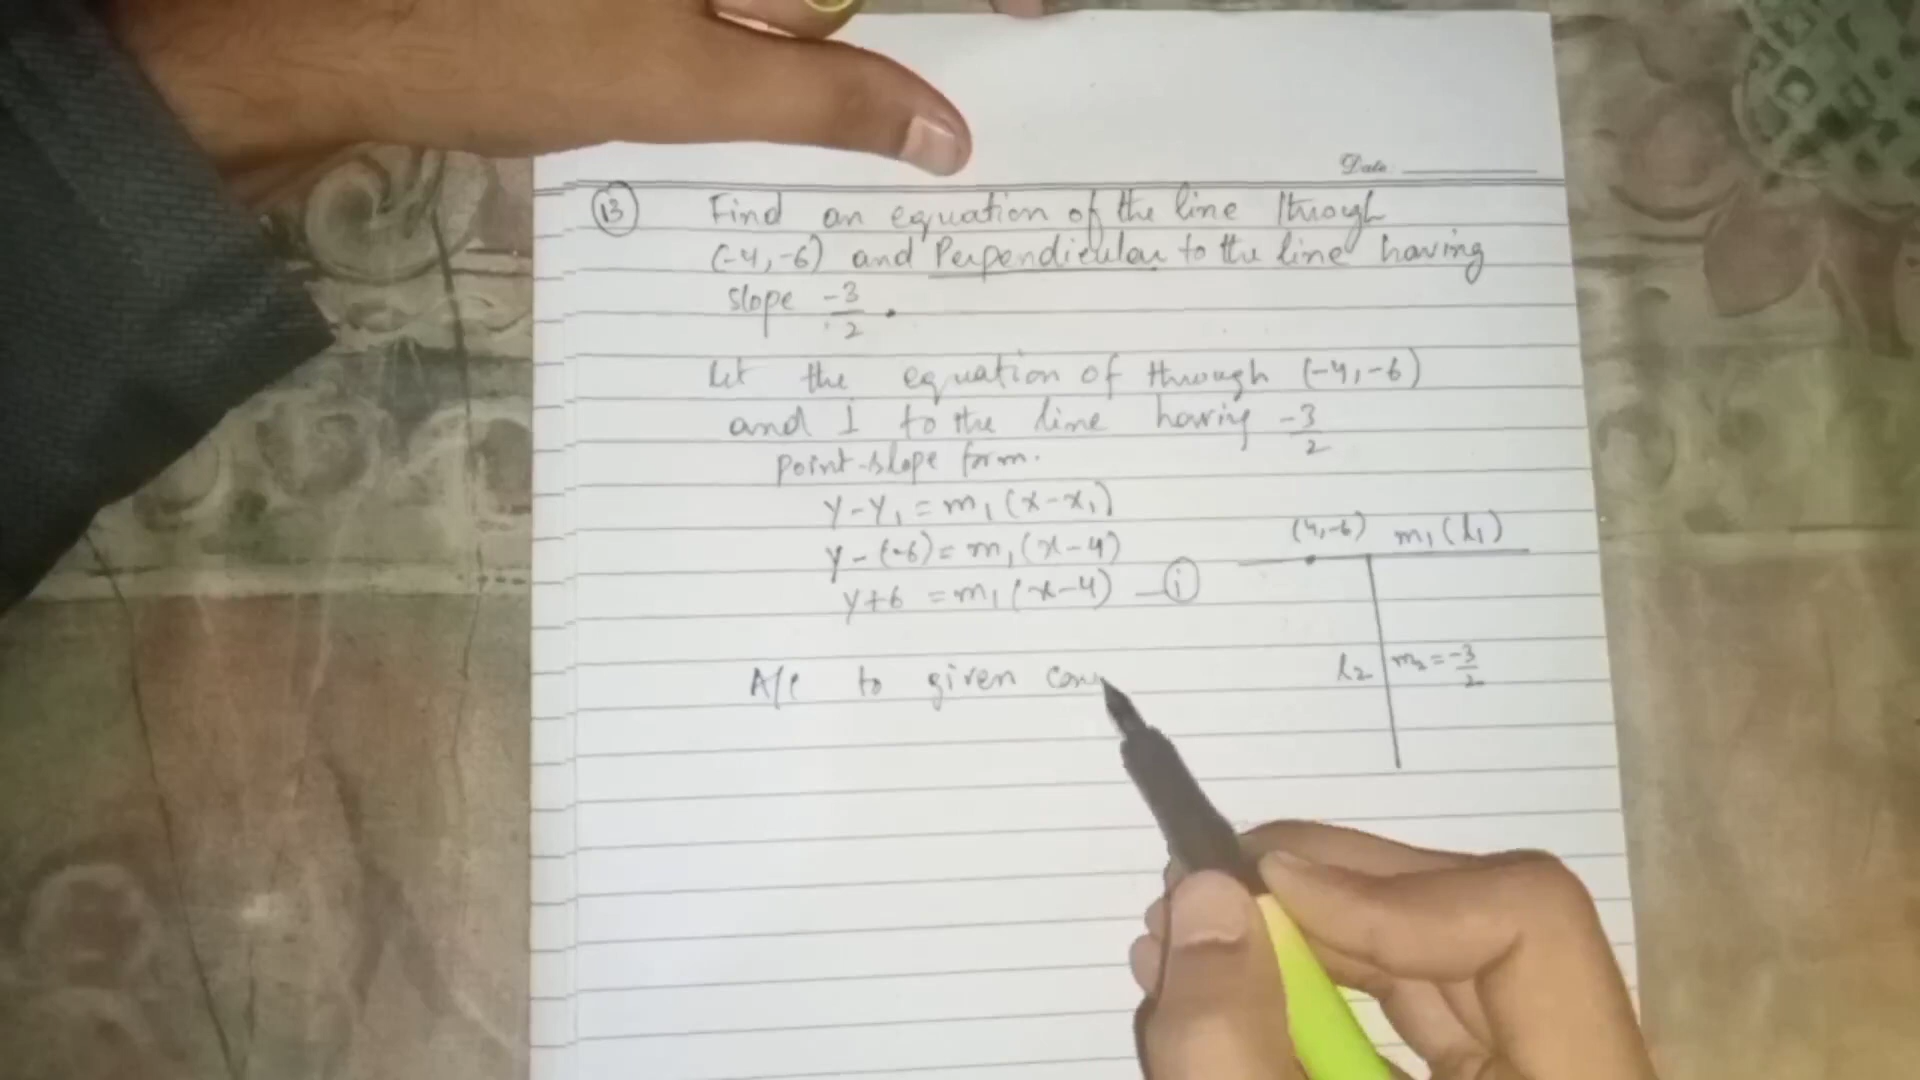 Date
13 Find an equation of the line through
(-4,-6) and Perpendicular to the line having
slope -3/2.
Let the equation of through (-4,-6)
and ⊥ to the line having -3/2
point-slope form.
y-y₁ = m₁(x-x₁)
y-(-6) = m₁(x-4)
y+6 = m₁(x-4) — i
(4,-6) m₁(l₁)
l₂ m₂ = -3/2
A/c to given con